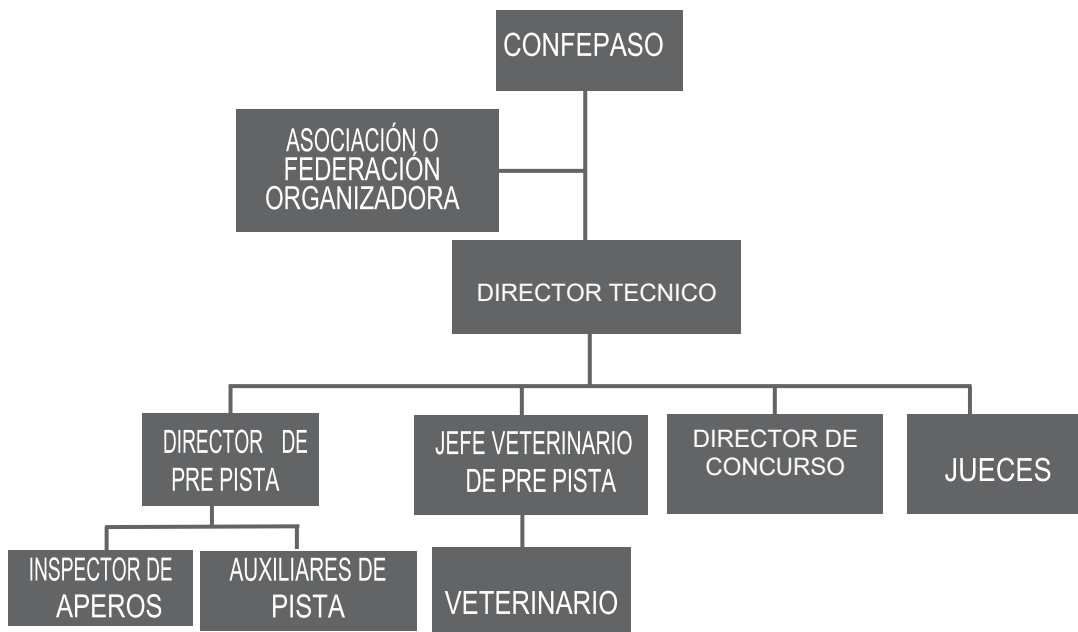 CONFEPASO
ASOCIACIÓN O
FEDERACIÓN
ORGANIZADORA
DIRECTOR TECNICO
DIRECTOR DE
PRE PISTA
JEFE VETERINARIO
DE PRE PISTA
DIRECTOR DE
CONCURSO
JUECES
INSPECTOR DE
APEROS
AUXILIARES DE
PISTA
VETERINARIO